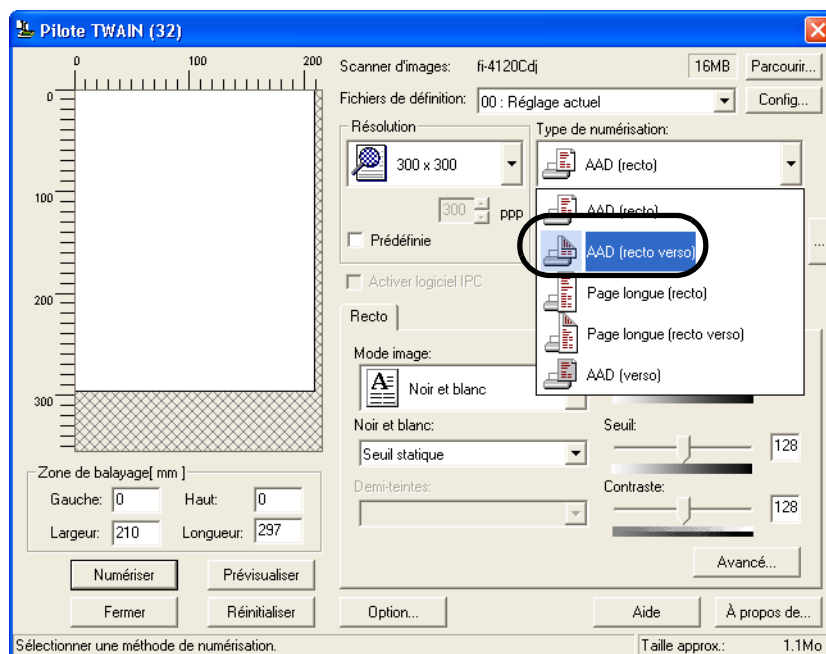 Pilote TWAIN (32)
0 100 200
0
100
200
300
Scanner d'images: fi-4120Cdj 16MB Parcourir...
Fichiers de définition: 00 : Réglage actuel Config...
Résolution
300 x 300
300 ppp
Prédéfinie
Type de numérisation:
AAD (recto)
AAD (recto)
AAD (recto verso)
Page longue (recto)
Page longue (recto verso)
AAD (verso)
...
Activer logiciel IPC
Recto
Mode image:
Noir et blanc
Noir et blanc:
Seuil statique
Demi-teintes:
Seuil:
128
Contraste:
128
Avancé...
Zone de balayage[ mm ]
Gauche: 0 Haut: 0
Largeur: 210 Longueur: 297
Numériser Prévisualiser
Fermer Réinitialiser Option... Aide À propos de...
Sélectionner une méthode de numérisation. Taille approx.: 1.1Mo